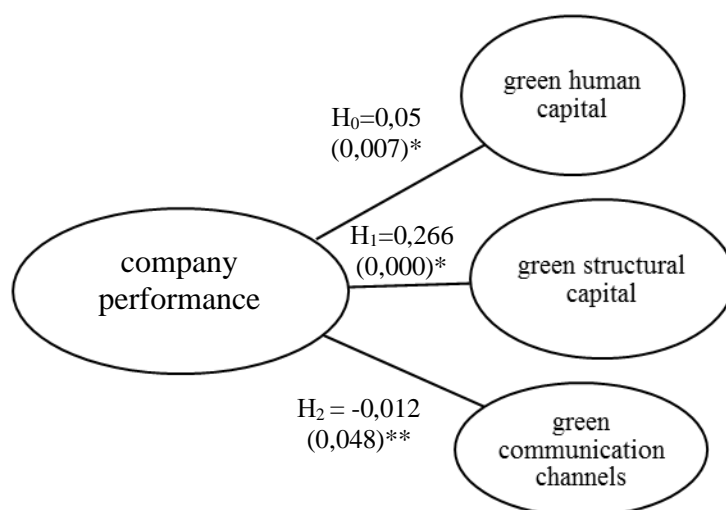 green human
capital
H₀=0,05
(0,007)*
H₁=0,266
(0,000)*
company
performance
green structural
capital
H₂ = -0,012
(0,048)**
green
communication
channels